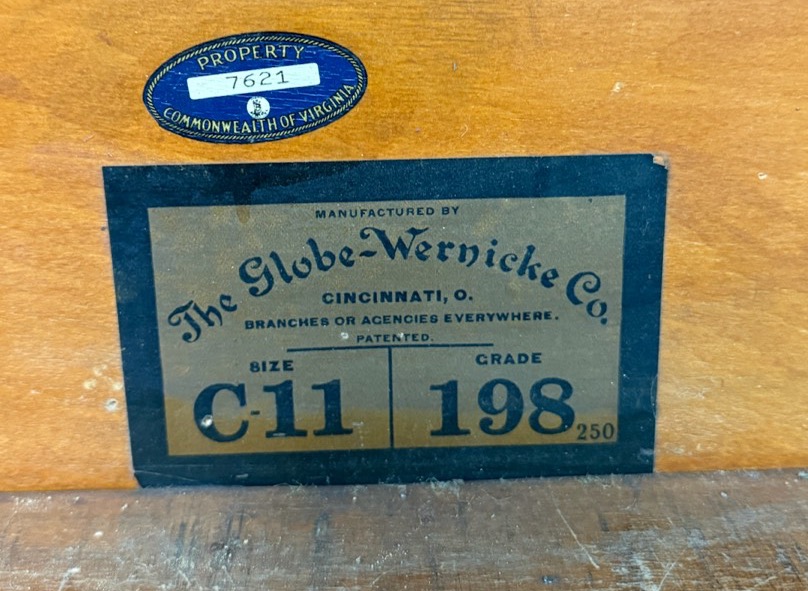 PROPERTY
7621
COMMONWEALTH OF VIRGINIA
MANUFACTURED BY
The Globe-Wernicke Co.
CINCINNATI, O.
BRANCHES OR AGENCIES EVERYWHERE.
PATENTED.
SIZE
C-11
GRADE
198
250